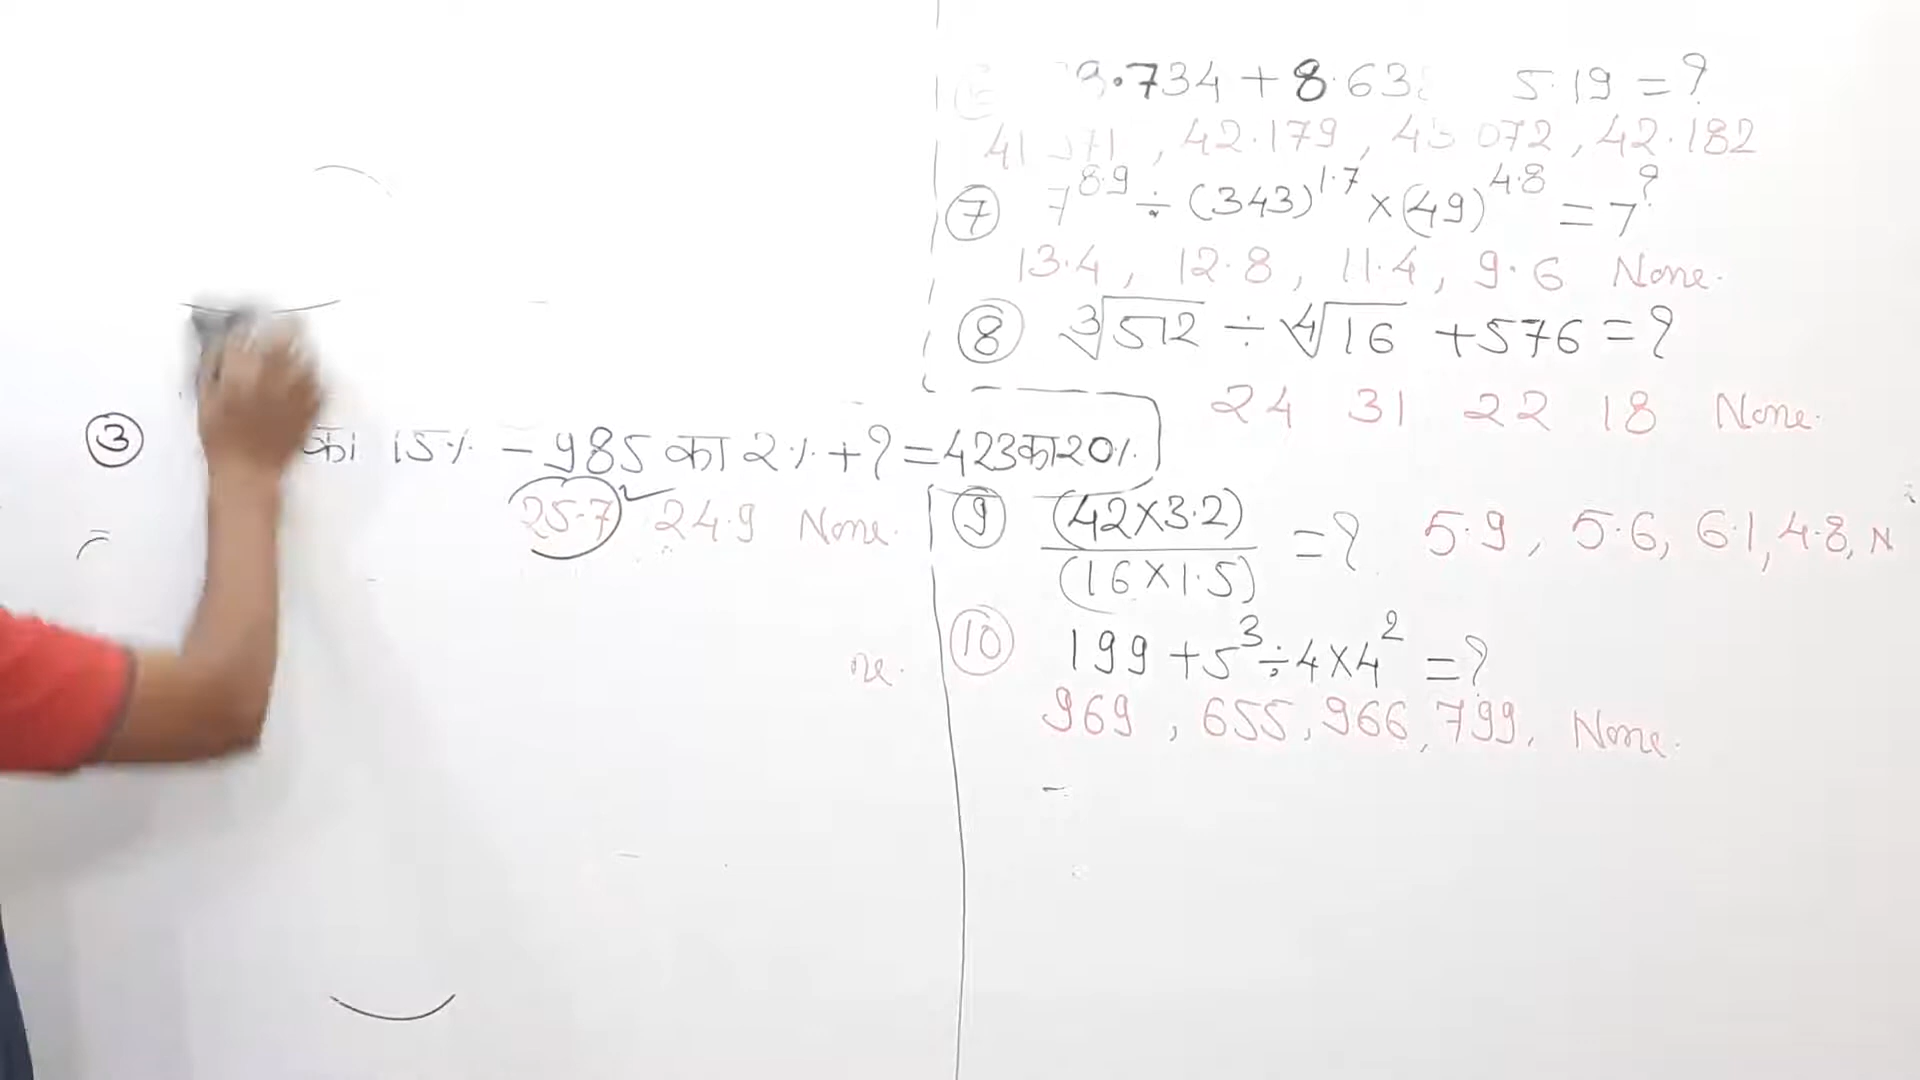 ③ का 15% - 985 का 2% + ? = 423 का 20%
25.7 24.9 None.
.734 + 8.63 5.19 = ?
41 , 42.179 , 072 , 42.182
⑦ 7^8.9 ÷ (343)^1.7 × (49)^4.8 = 7^?
13.4 , 12.8 , 11.4 , 9.6 None.
⑧ ∛512 ÷ ∜16 + 576 = ?
24 31 22 18 None.
⑨ (42×3.2) / (16×1.5) = ? 5.9 , 5.6, 6.1, 4.8, N
⑩ 199 + 5^3 ÷ 4 × 4^2 = ?
969 , 655, 966, 799, None.